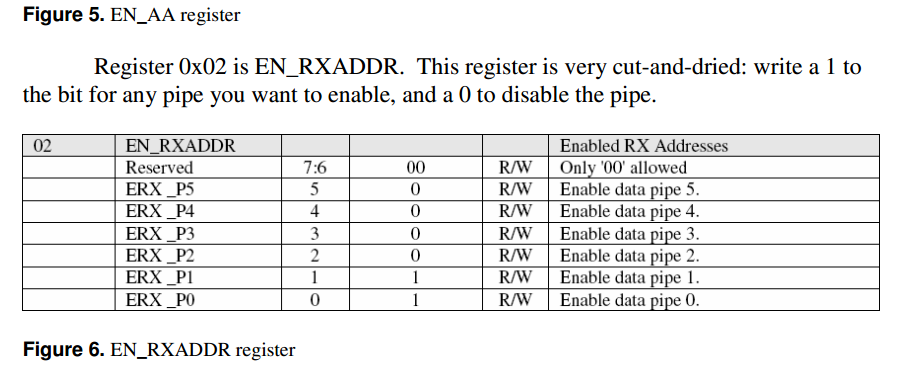 Figure 5. EN_AA register
Register 0x02 is EN_RXADDR. This register is very cut-and-dried: write a 1 to
the bit for any pipe you want to enable, and a 0 to disable the pipe.
02 EN_RXADDR Enabled RX Addresses
Reserved 7:6 00 R/W Only '00' allowed
ERX _P5 5 0 R/W Enable data pipe 5.
ERX _P4 4 0 R/W Enable data pipe 4.
ERX _P3 3 0 R/W Enable data pipe 3.
ERX _P2 2 0 R/W Enable data pipe 2.
ERX _P1 1 1 R/W Enable data pipe 1.
ERX _P0 0 1 R/W Enable data pipe 0.
Figure 6. EN_RXADDR register